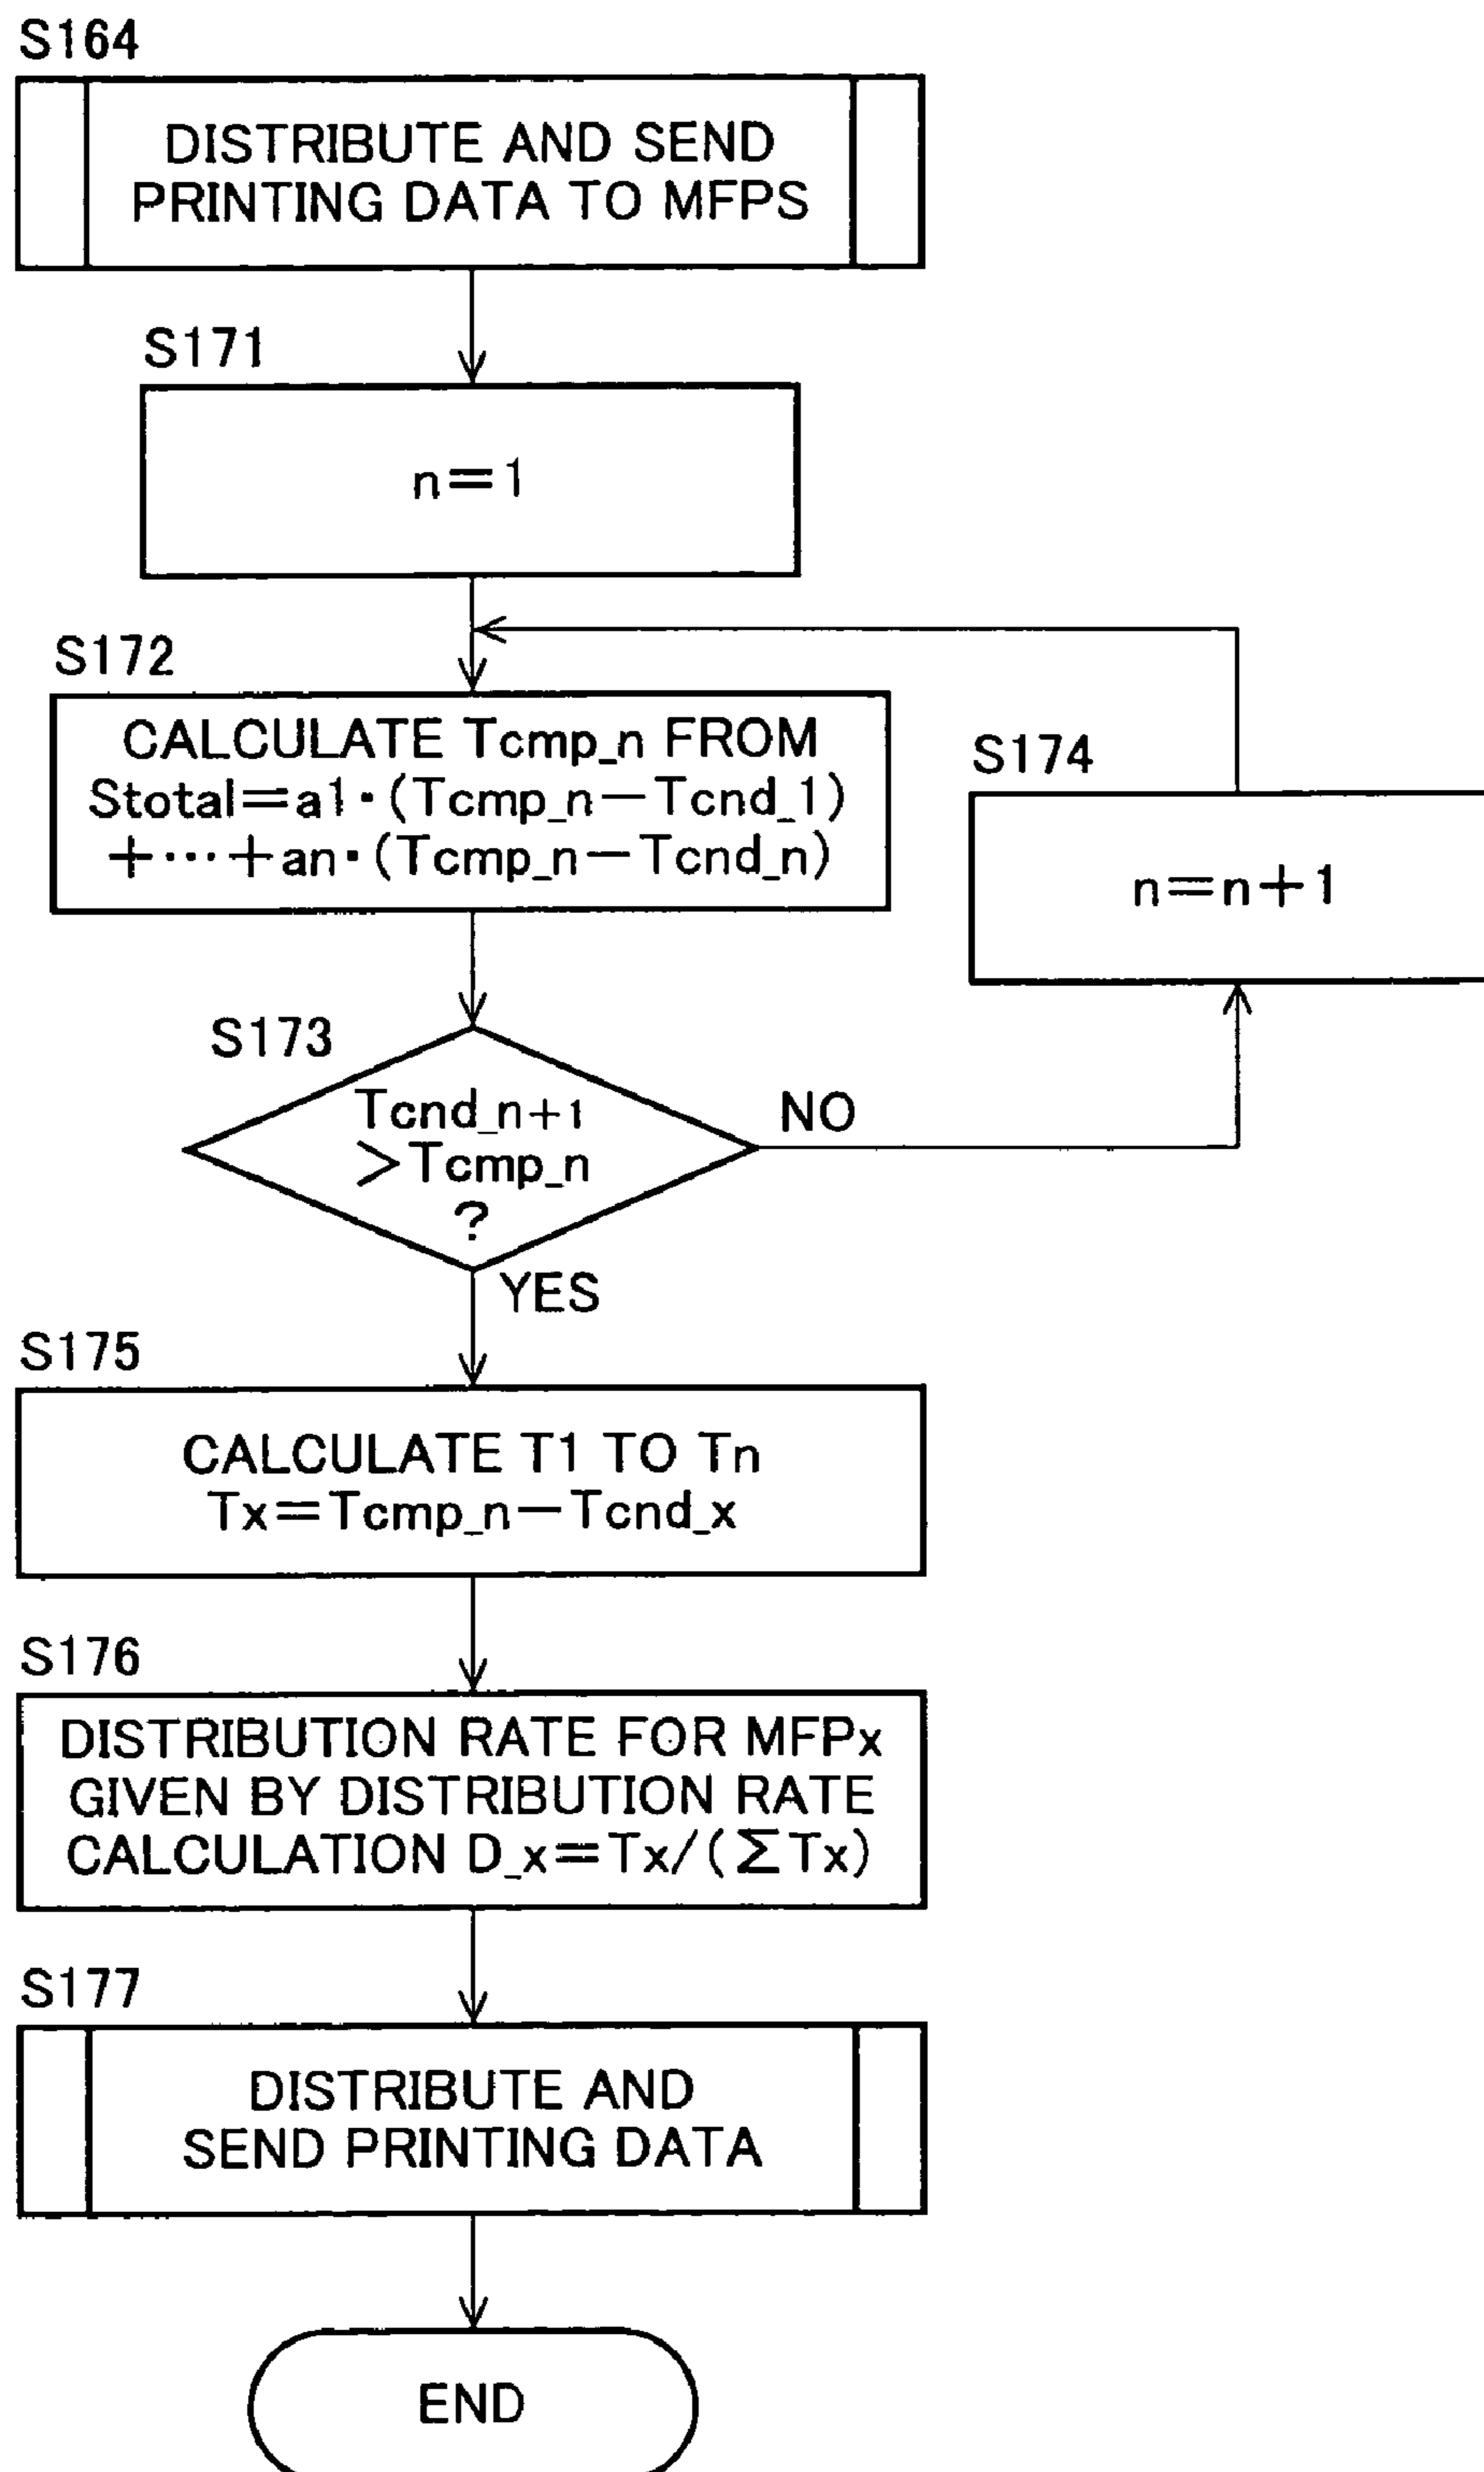 S164
DISTRIBUTE AND SEND
PRINTING DATA TO MFPS
S171
n=1
S172
CALCULATE Tcmp_n FROM
Stotal=a1·(Tcmp_n−Tcnd_1)
+···+an·(Tcmp_n−Tcnd_n)
S174
n=n+1
S173
Tcnd_n+1
>Tcmp_n
?
NO
YES
S175
CALCULATE T1 TO Tn
Tx=Tcmp_n−Tcnd_x
S176
DISTRIBUTION RATE FOR MFPx
GIVEN BY DISTRIBUTION RATE
CALCULATION D_x=Tx/(ΣTx)
S177
DISTRIBUTE AND
SEND PRINTING DATA
END